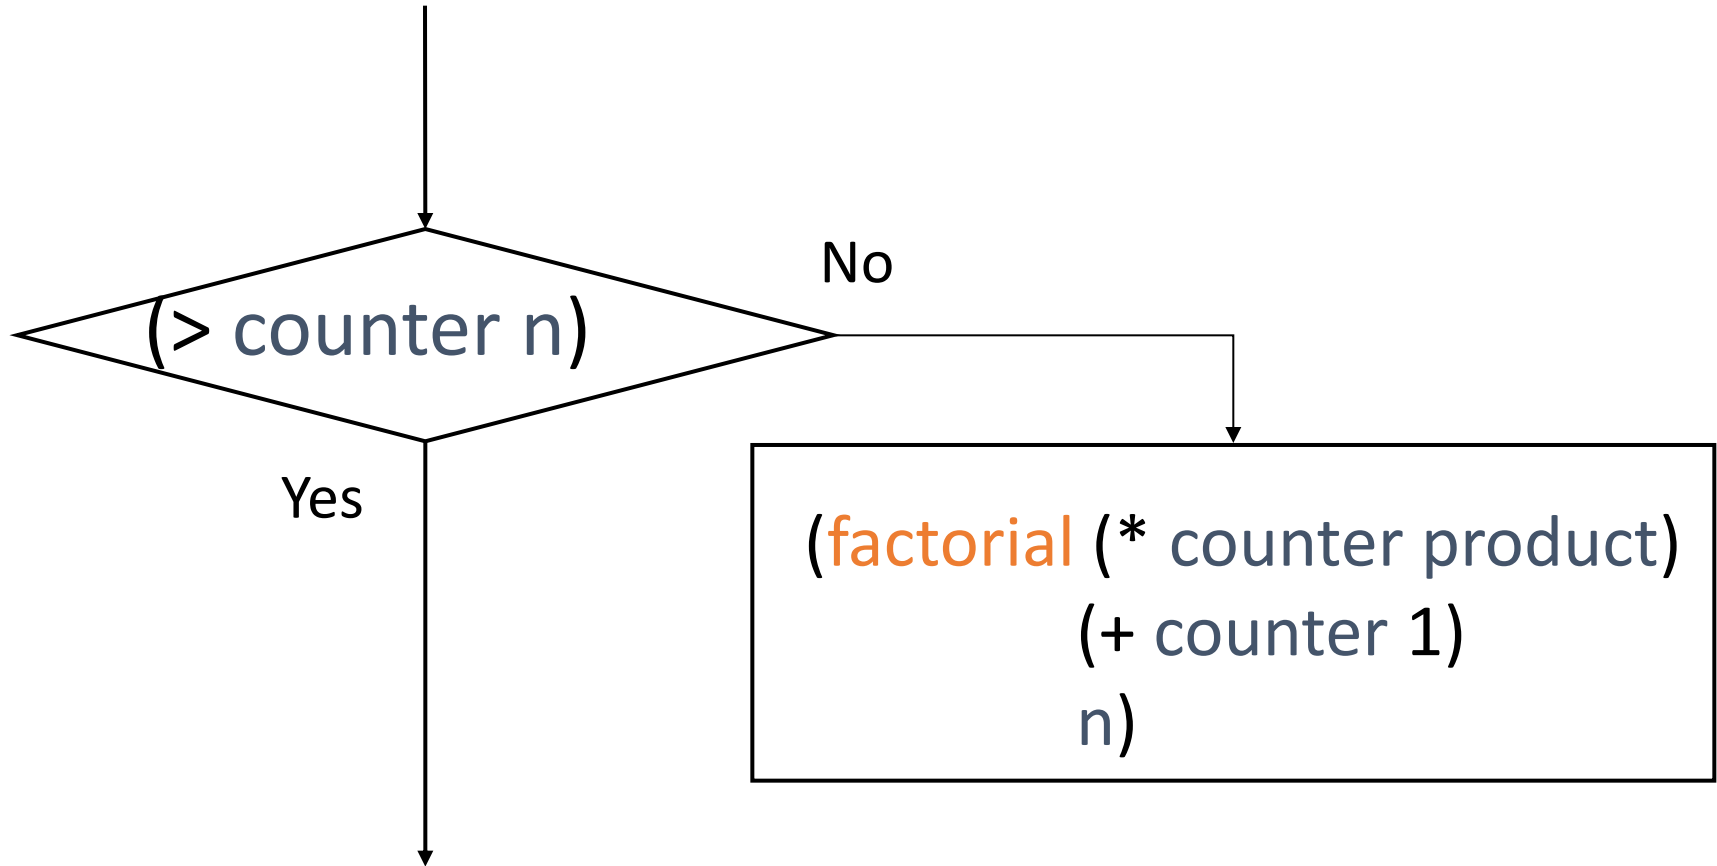 No
(> counter n)
Yes
(factorial (* counter product)
(+ counter 1)
n)